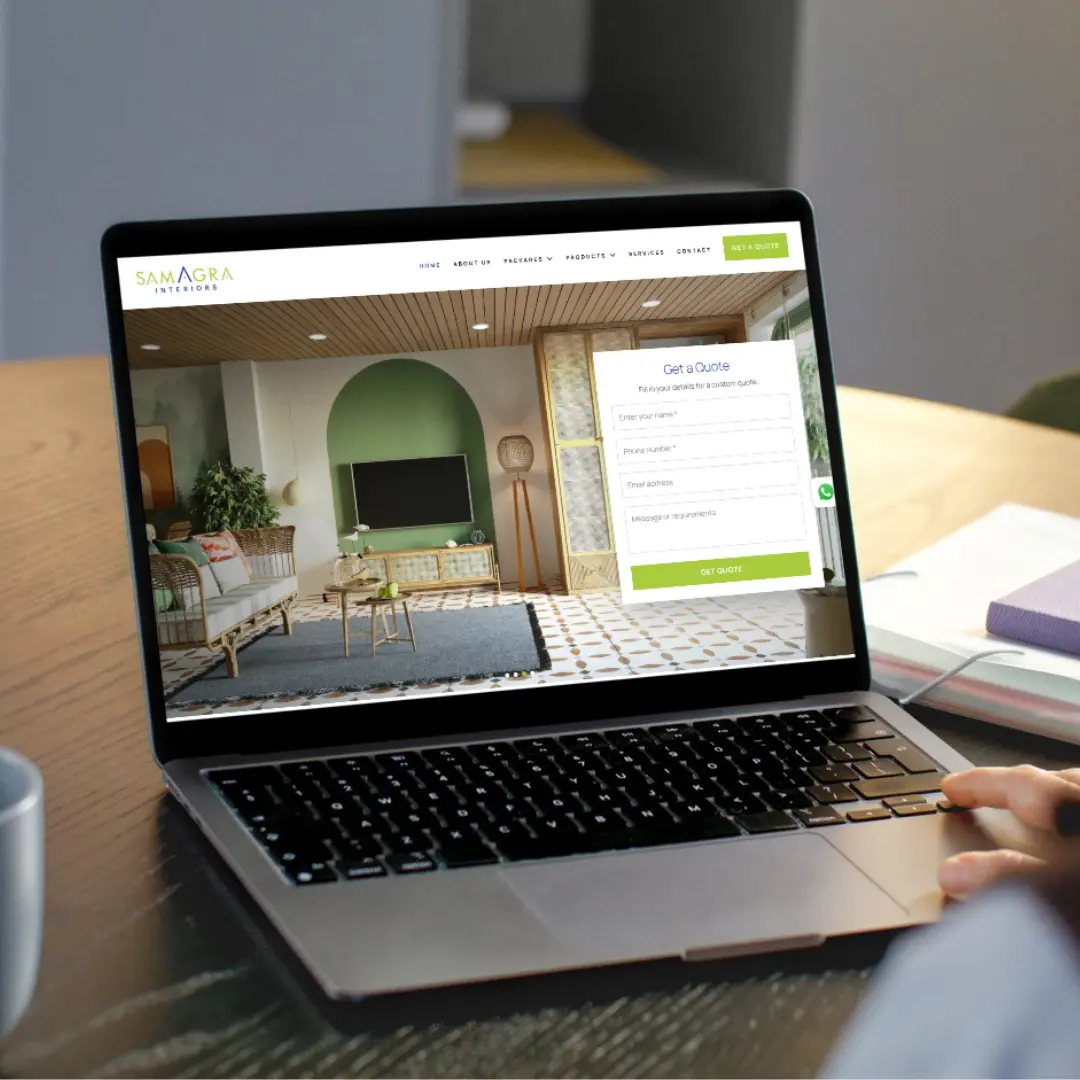 SAMAGRA
INTERIORS
HOME ABOUT US PACKAGES PRODUCTS SERVICES CONTACT GET A QUOTE
Get a Quote
Fill in your details for a custom quote.
Enter your name *
Phone number *
Email address
Message or requirements
GET QUOTE